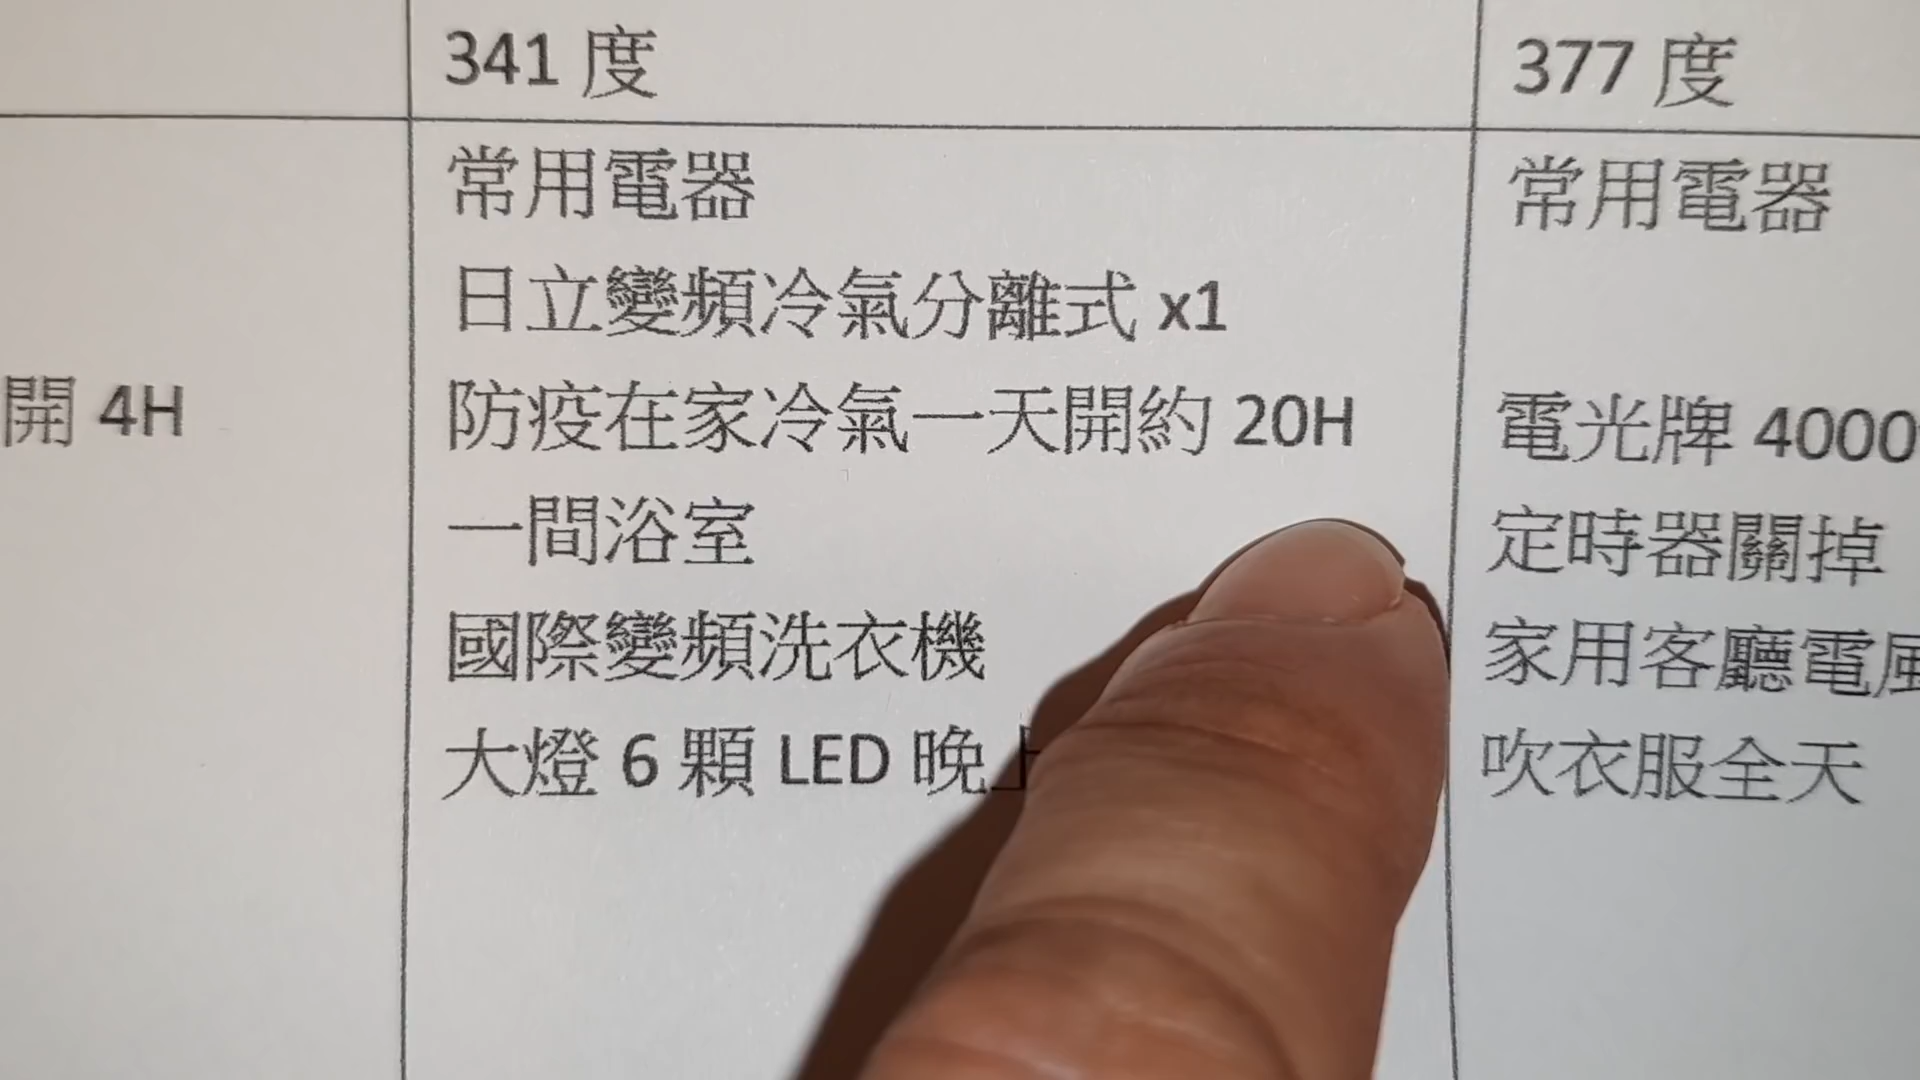 341 度
377 度
開 4H
常用電器
日立變頻冷氣分離式 x1
防疫在家冷氣一天開約 20H
一間浴室
國際變頻洗衣機
大燈 6 顆 LED 晚上
常用電器
電光牌 4000
定時器關掉
家用客廳電風
吹衣服全天